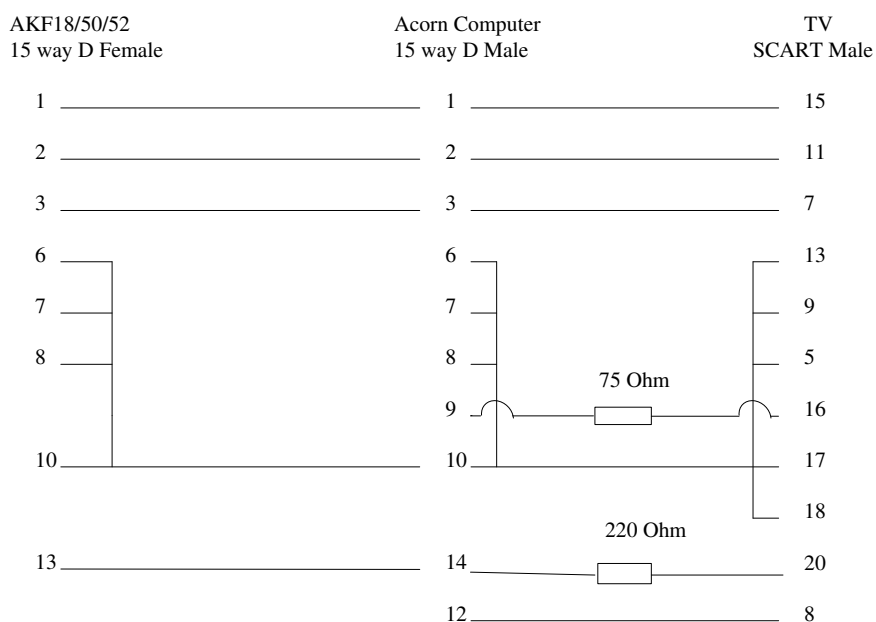 AKF18/50/52 Acorn Computer TV
15 way D Female 15 way D Male SCART Male
1 1 15
2 2 11
3 3 7
6 6 13
7 7 9
8 8 5
75 Ohm
9 16
10 10 17
18
220 Ohm
13 14 20
12 8